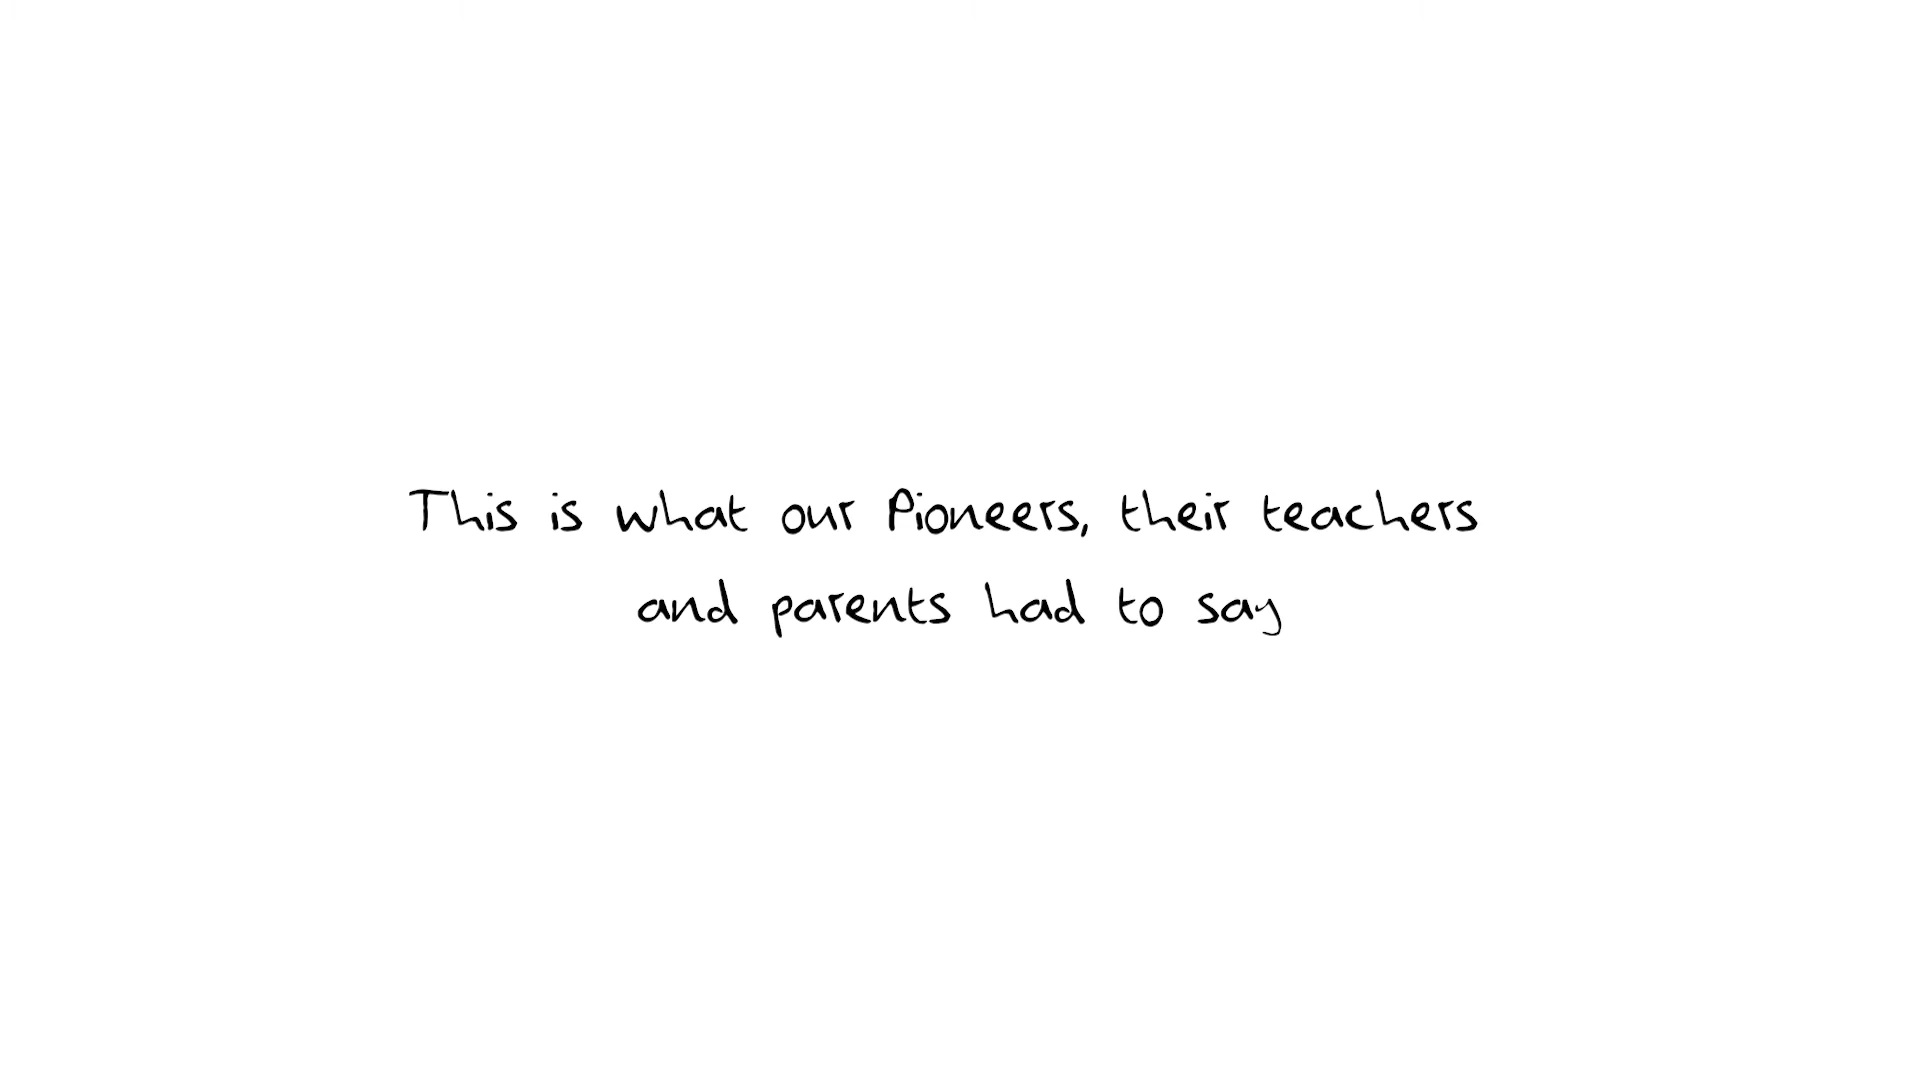 This is what our Pioneers, their teachers
and parents had to say